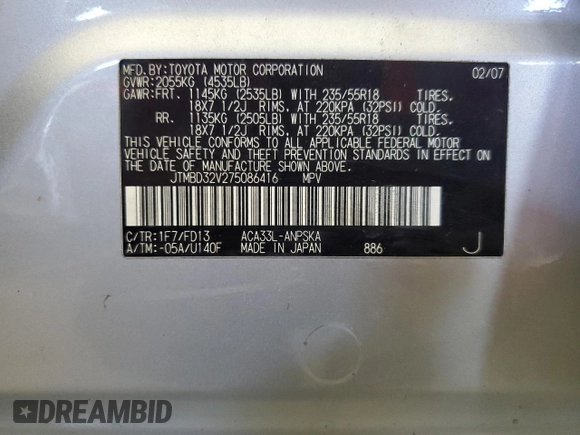 MFD. BY: TOYOTA MOTOR CORPORATION 02/07
GVWR: 2055KG (4535LB)
GAWR: FRT. 1145KG (2535LB) WITH 235/55R18 TIRES,
18X7 1/2J RIMS, AT 220KPA (32PSI) COLD.
RR. 1135KG (2505LB) WITH 235/55R18 TIRES,
18X7 1/2J RIMS, AT 220KPA (32PSI) COLD.
THIS VEHICLE CONFORMS TO ALL APPLICABLE FEDERAL MOTOR
VEHICLE SAFETY AND THEFT PREVENTION STANDARDS IN EFFECT ON
THE DATE OF MANUFACTURE SHOWN ABOVE.
JTMBD32V275086416 MPV
C/TR: 1F7/FD13 ACA33L-ANPSKA
A/TM: -05A/U140F MADE IN JAPAN 886 J
DREAMBID